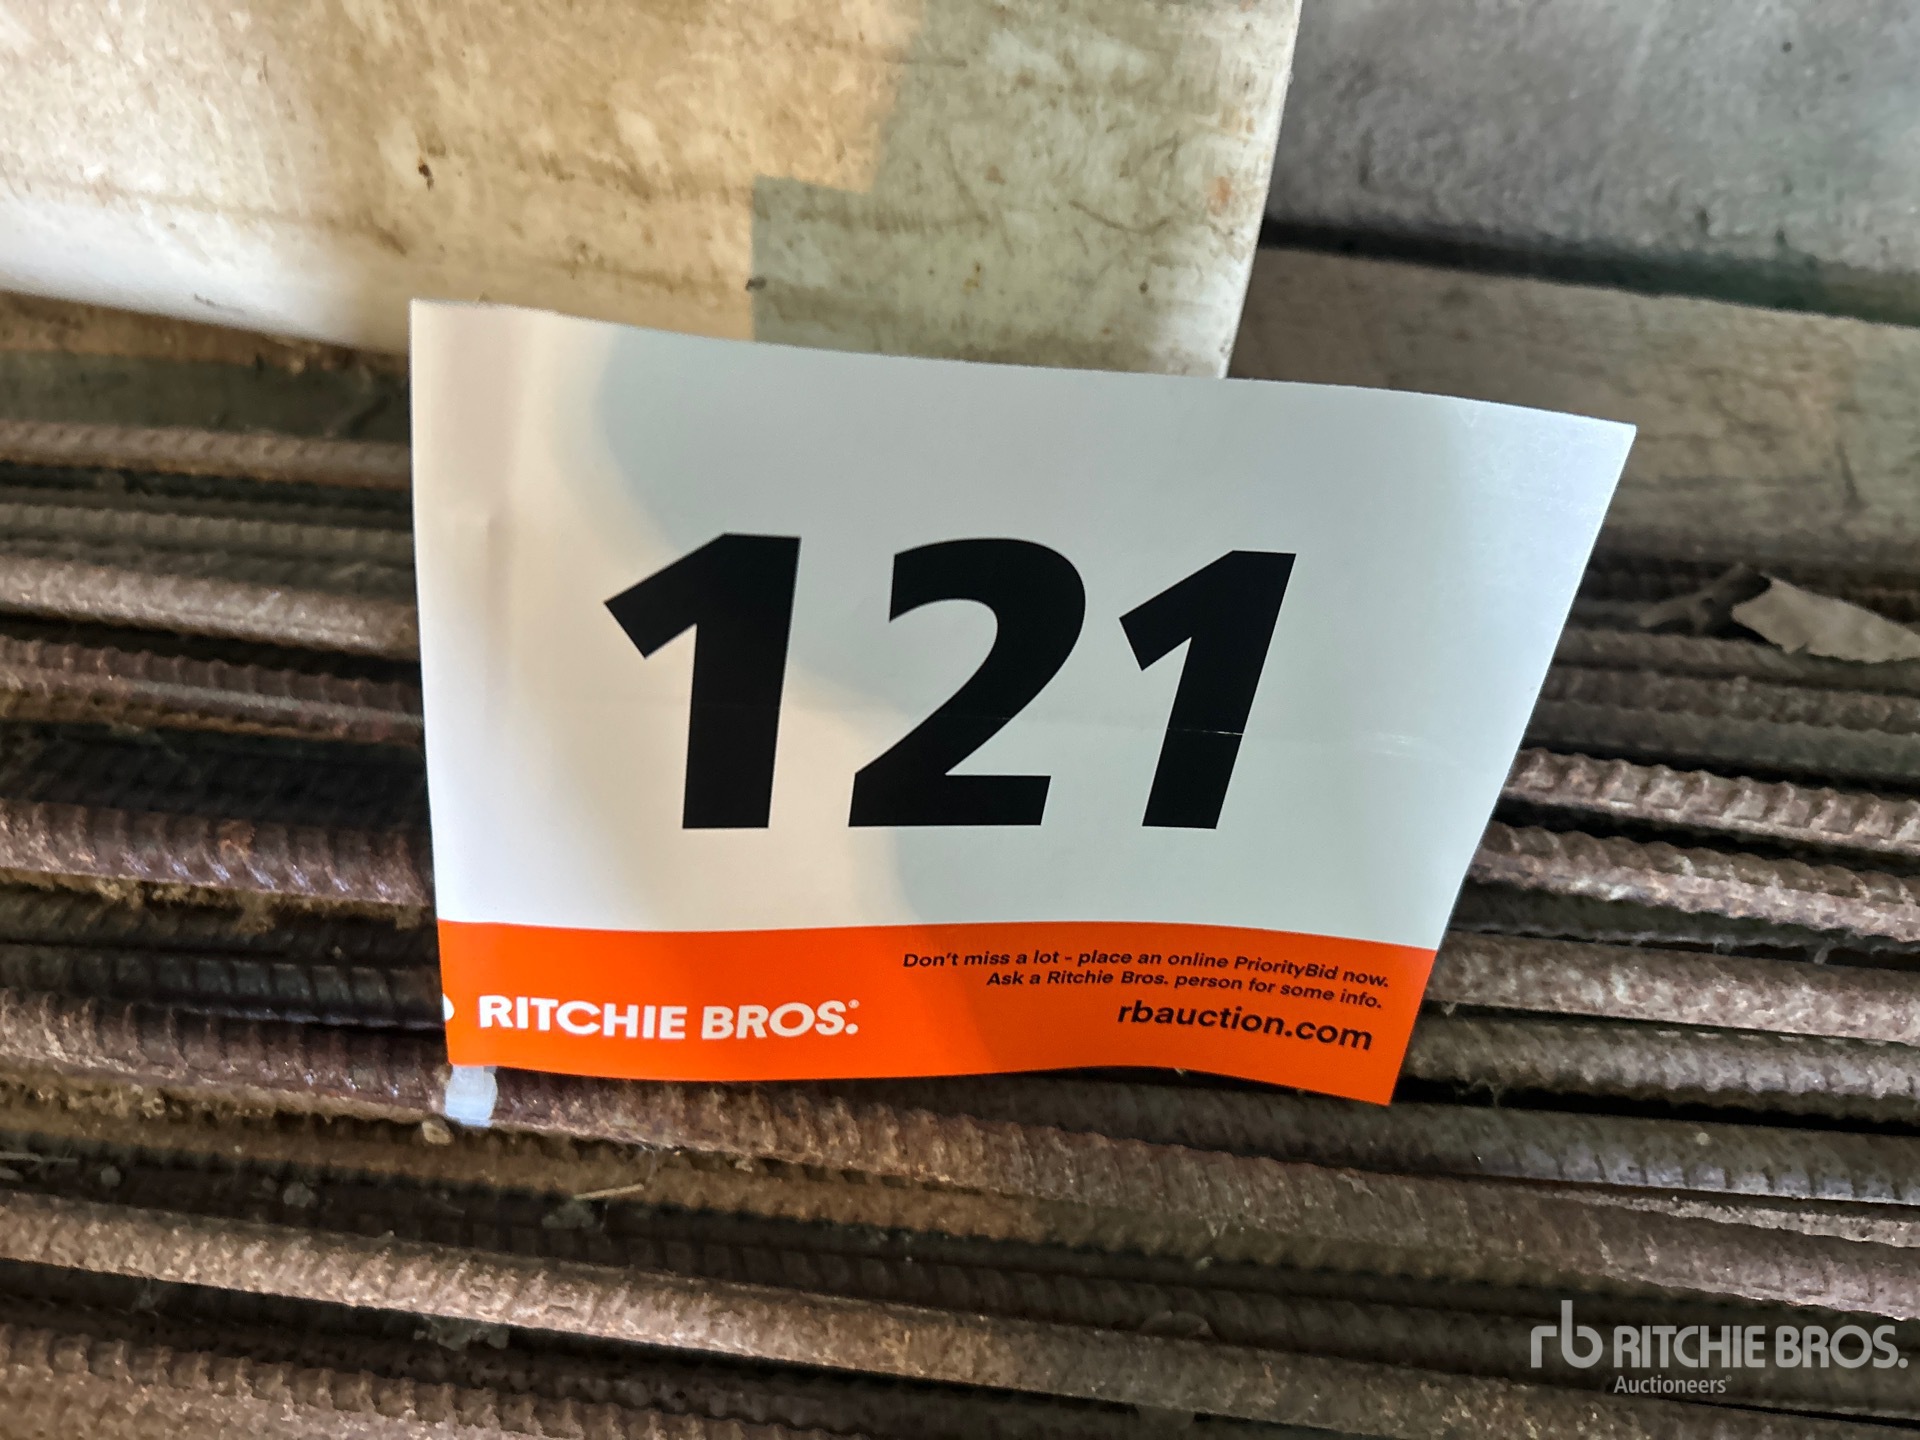 121
Don't miss a lot - place an online PriorityBid now.
Ask a Ritchie Bros. person for some info.
RITCHIE BROS.®
rbauction.com
rb RITCHIE BROS.
Auctioneers®